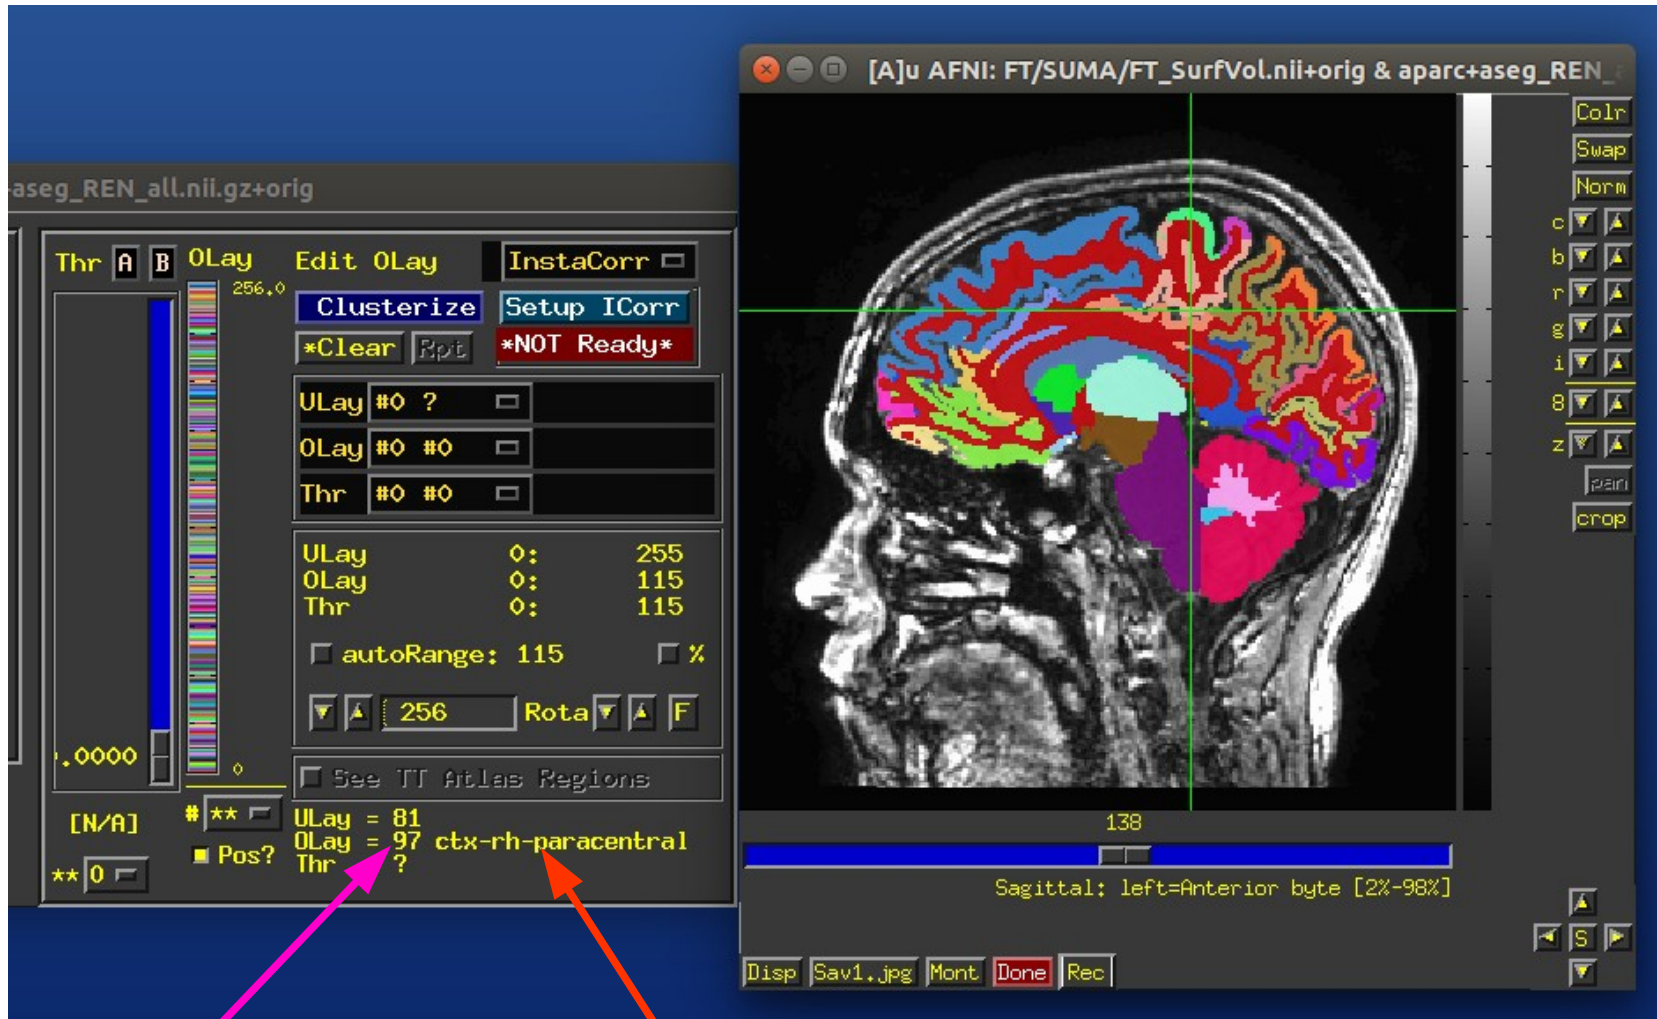 [A]u AFNI: FT/SUMA/FT_SurfVol.nii+orig & aparc+aseg_REN_
aseg_REN_all.nii.gz+orig
Thr A B OLay
256.0
Edit OLay InstaCorr
Clusterize Setup ICorr
*Clear Rpt *NOT Ready*
ULay #0 ?
OLay #0 #0
Thr #0 #0
ULay 0: 255
OLay 0: 115
Thr 0: 115
autoRange: 115 %
256 Rota F
.0000
0
See TT Atlas Regions
[N/A]
# **
Pos?
** 0
ULay = 81
OLay = 97 ctx-rh-paracentral
Thr ?
Colr
Swap
Norm
c
b
r
g
i
8
z
pan
crop
138
Sagittal: left=Anterior byte [2%-98%]
S
Disp Sav1.jpg Mont Done Rec